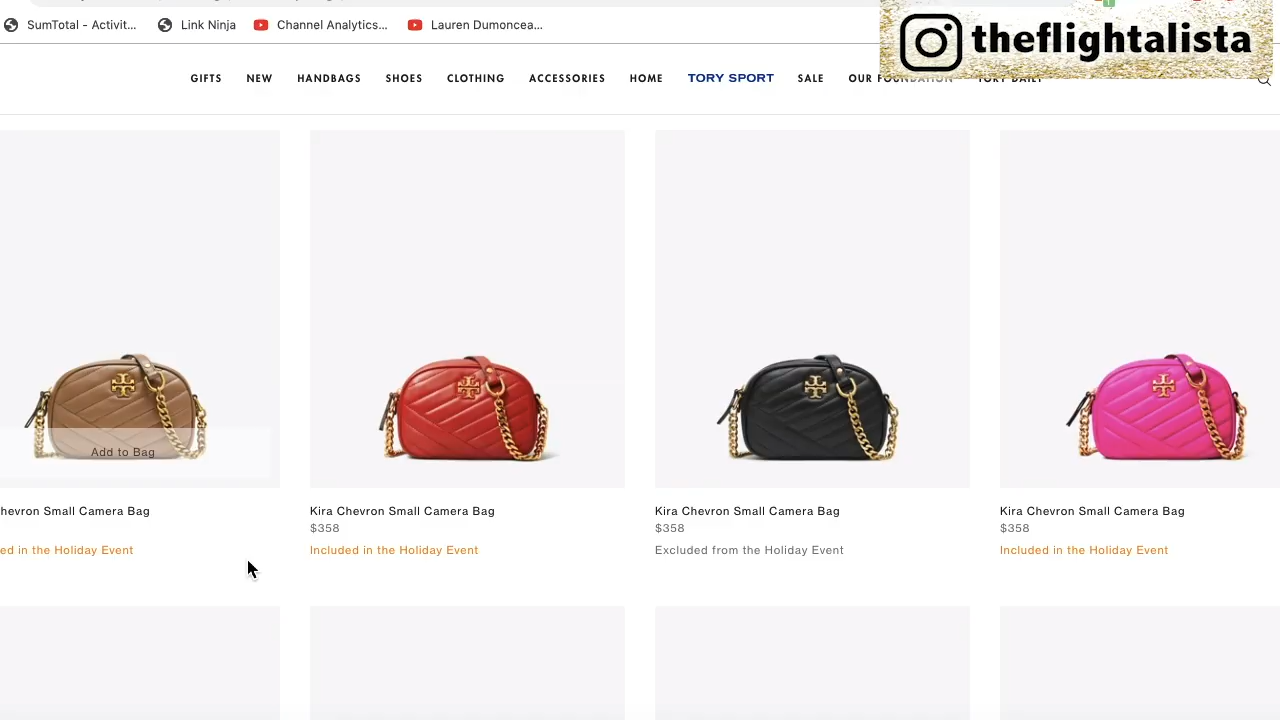 SumTotal - Activit...
Link Ninja
Channel Analytics...
Lauren Dumoncea...
theflightalista
GIFTS
NEW
HANDBAGS
SHOES
CLOTHING
ACCESSORIES
HOME
TORY SPORT
SALE
OUR FOUNDATION
TORY DAILY
Add to Bag
hevron Small Camera Bag
ed in the Holiday Event
Kira Chevron Small Camera Bag
$358
Included in the Holiday Event
Kira Chevron Small Camera Bag
$358
Excluded from the Holiday Event
Kira Chevron Small Camera Bag
$358
Included in the Holiday Event